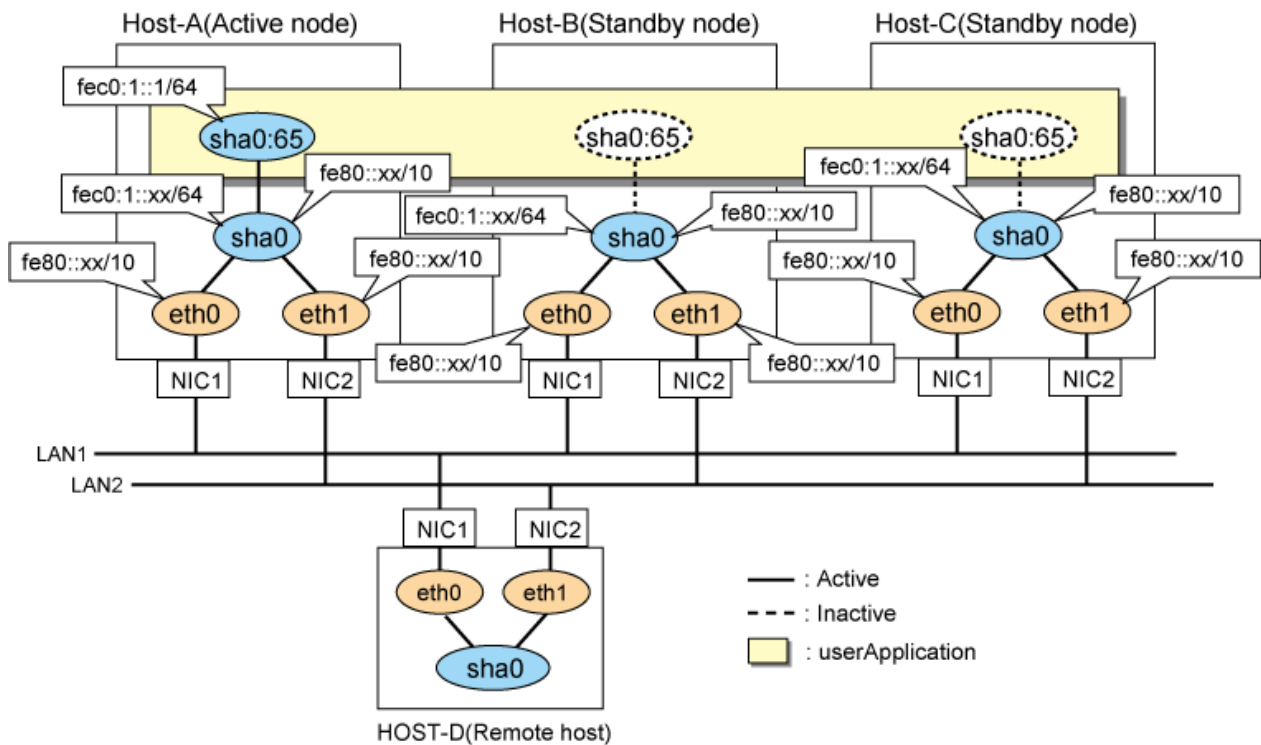 Host-A(Active node)
Host-B(Standby node)
Host-C(Standby node)
fec0:1::1/64
sha0:65
sha0:65
sha0:65
fe80::xx/10
fec0:1::xx/64
fec0:1::xx/64
fe80::xx/10
fec0:1::xx/64
fe80::xx/10
sha0
sha0
sha0
fe80::xx/10
fe80::xx/10
fe80::xx/10
fe80::xx/10
eth0
eth1
eth0
eth1
eth0
eth1
fe80::xx/10
fe80::xx/10
NIC1
NIC2
NIC1
NIC2
NIC1
NIC2
LAN1
LAN2
NIC1
NIC2
eth0
eth1
sha0
: Active
: Inactive
: userApplication
HOST-D(Remote host)